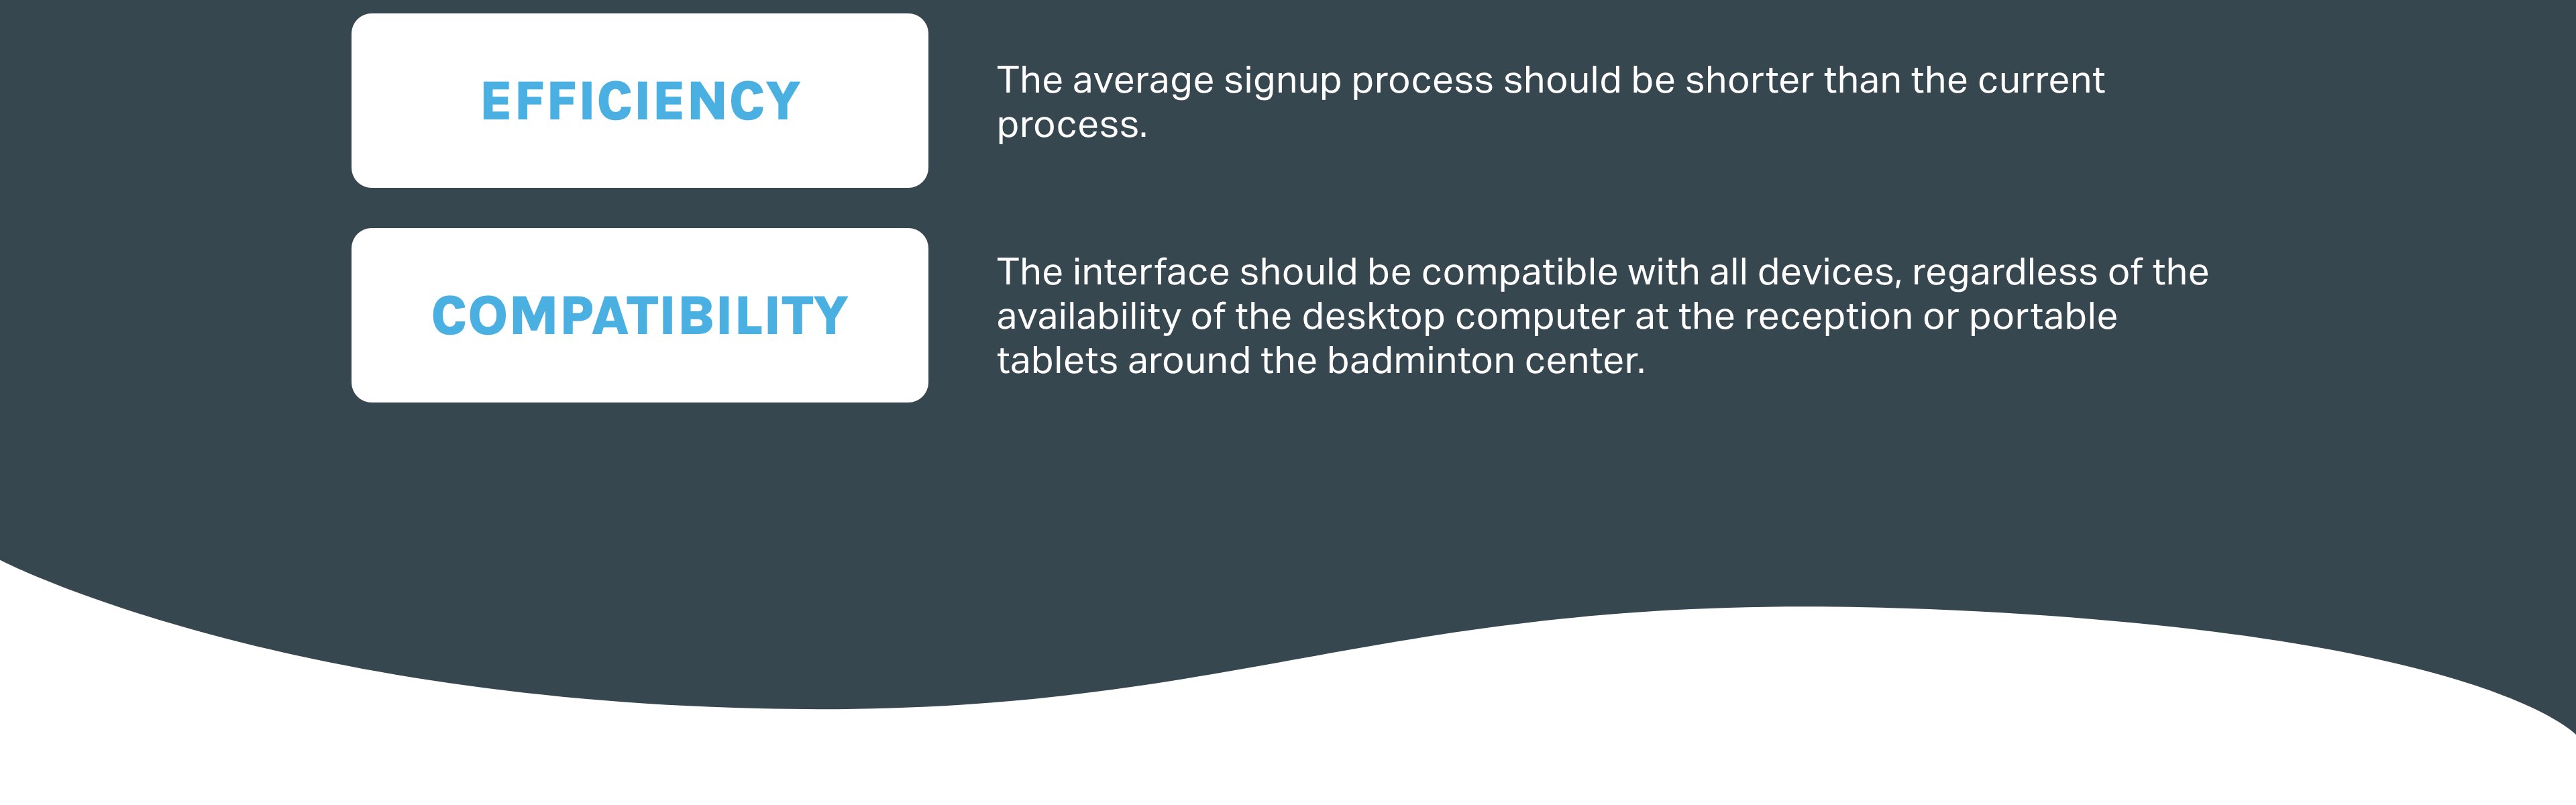 EFFICIENCY
The average signup process should be shorter than the current
process.
COMPATIBILITY
The interface should be compatible with all devices, regardless of the
availability of the desktop computer at the reception or portable
tablets around the badminton center.